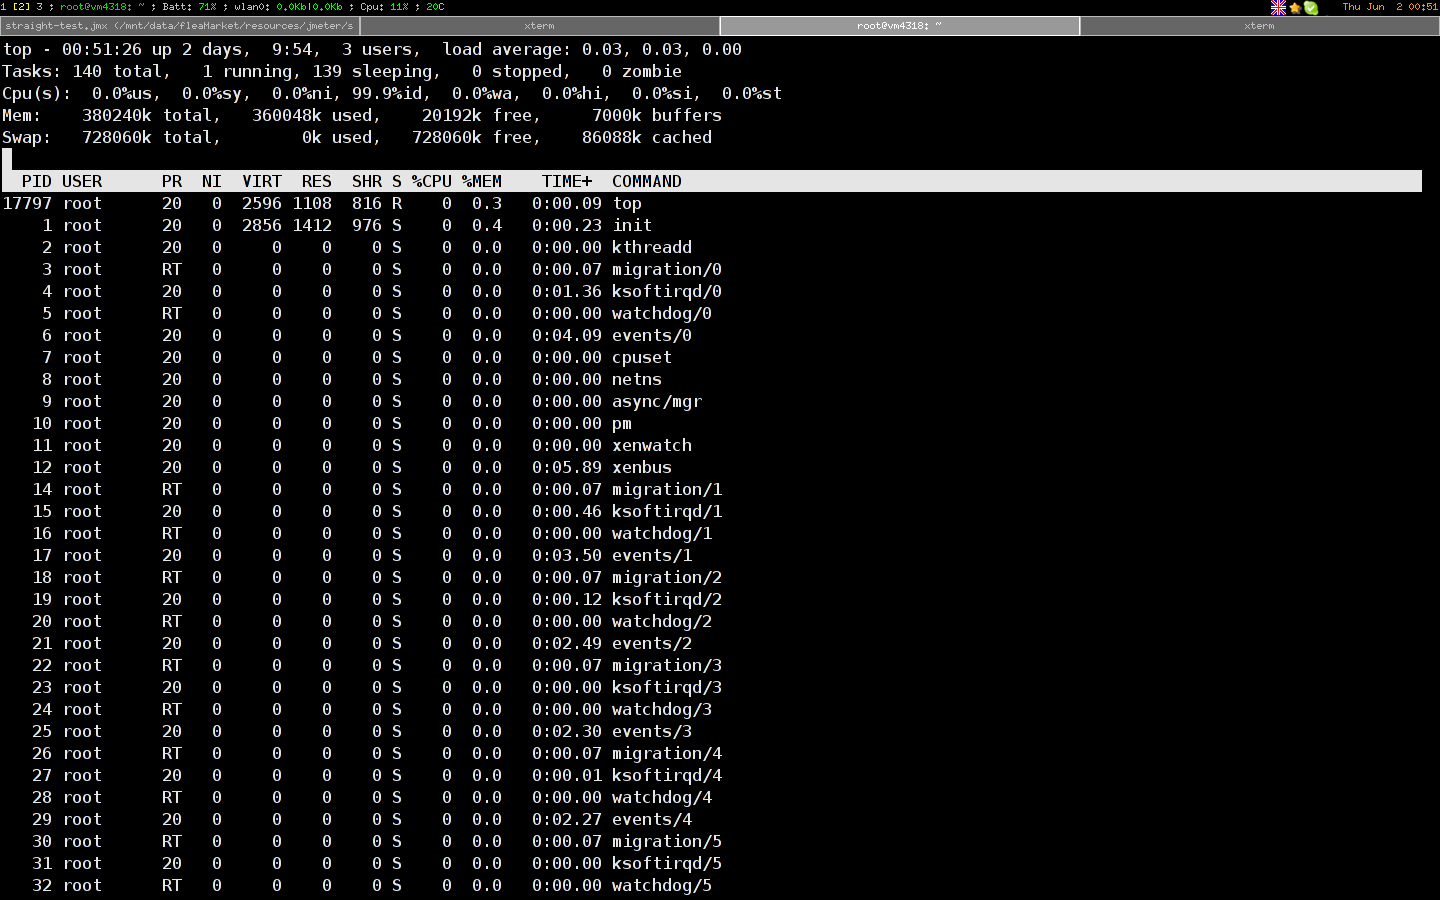 1 [2] 3 ; root@vm4318: ~ ; Batt: 71% ; wlan0: 0.0Kb|0.0Kb ; Cpu: 11% ; 20C Thu Jun  2 00:51
straight-test.jmx (/mnt/data/fleaMarket/resources/jmeter/s xterm root@vm4318: ~ xterm
top - 00:51:26 up 2 days,  9:54,  3 users,  load average: 0.03, 0.03, 0.00
Tasks: 140 total,   1 running, 139 sleeping,   0 stopped,   0 zombie
Cpu(s):  0.0%us,  0.0%sy,  0.0%ni, 99.9%id,  0.0%wa,  0.0%hi,  0.0%si,  0.0%st
Mem:    380240k total,   360048k used,    20192k free,     7000k buffers
Swap:   728060k total,        0k used,   728060k free,    86088k cached
  PID USER      PR  NI  VIRT  RES  SHR S %CPU %MEM    TIME+  COMMAND
17797 root      20   0  2596 1108  816 R    0  0.3   0:00.09 top
    1 root      20   0  2856 1412  976 S    0  0.4   0:00.23 init
    2 root      20   0     0    0    0 S    0  0.0   0:00.00 kthreadd
    3 root      RT   0     0    0    0 S    0  0.0   0:00.07 migration/0
    4 root      20   0     0    0    0 S    0  0.0   0:01.36 ksoftirqd/0
    5 root      RT   0     0    0    0 S    0  0.0   0:00.00 watchdog/0
    6 root      20   0     0    0    0 S    0  0.0   0:04.09 events/0
    7 root      20   0     0    0    0 S    0  0.0   0:00.00 cpuset
    8 root      20   0     0    0    0 S    0  0.0   0:00.00 netns
    9 root      20   0     0    0    0 S    0  0.0   0:00.00 async/mgr
   10 root      20   0     0    0    0 S    0  0.0   0:00.00 pm
   11 root      20   0     0    0    0 S    0  0.0   0:00.00 xenwatch
   12 root      20   0     0    0    0 S    0  0.0   0:05.89 xenbus
   14 root      RT   0     0    0    0 S    0  0.0   0:00.07 migration/1
   15 root      20   0     0    0    0 S    0  0.0   0:00.46 ksoftirqd/1
   16 root      RT   0     0    0    0 S    0  0.0   0:00.00 watchdog/1
   17 root      20   0     0    0    0 S    0  0.0   0:03.50 events/1
   18 root      RT   0     0    0    0 S    0  0.0   0:00.07 migration/2
   19 root      20   0     0    0    0 S    0  0.0   0:00.12 ksoftirqd/2
   20 root      RT   0     0    0    0 S    0  0.0   0:00.00 watchdog/2
   21 root      20   0     0    0    0 S    0  0.0   0:02.49 events/2
   22 root      RT   0     0    0    0 S    0  0.0   0:00.07 migration/3
   23 root      20   0     0    0    0 S    0  0.0   0:00.00 ksoftirqd/3
   24 root      RT   0     0    0    0 S    0  0.0   0:00.00 watchdog/3
   25 root      20   0     0    0    0 S    0  0.0   0:02.30 events/3
   26 root      RT   0     0    0    0 S    0  0.0   0:00.07 migration/4
   27 root      20   0     0    0    0 S    0  0.0   0:00.01 ksoftirqd/4
   28 root      RT   0     0    0    0 S    0  0.0   0:00.00 watchdog/4
   29 root      20   0     0    0    0 S    0  0.0   0:02.27 events/4
   30 root      RT   0     0    0    0 S    0  0.0   0:00.07 migration/5
   31 root      20   0     0    0    0 S    0  0.0   0:00.00 ksoftirqd/5
   32 root      RT   0     0    0    0 S    0  0.0   0:00.00 watchdog/5